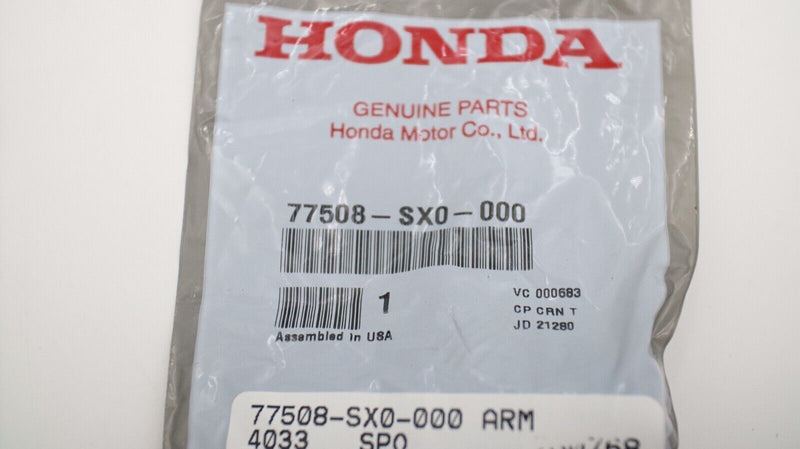 HONDA
GENUINE PARTS
Honda Motor Co., Ltd.
77508-SX0-000
1
VC 000683
CP CRN T
JD 21280
Assembled in USA
77508-SX0-000 ARM
4033 SPO